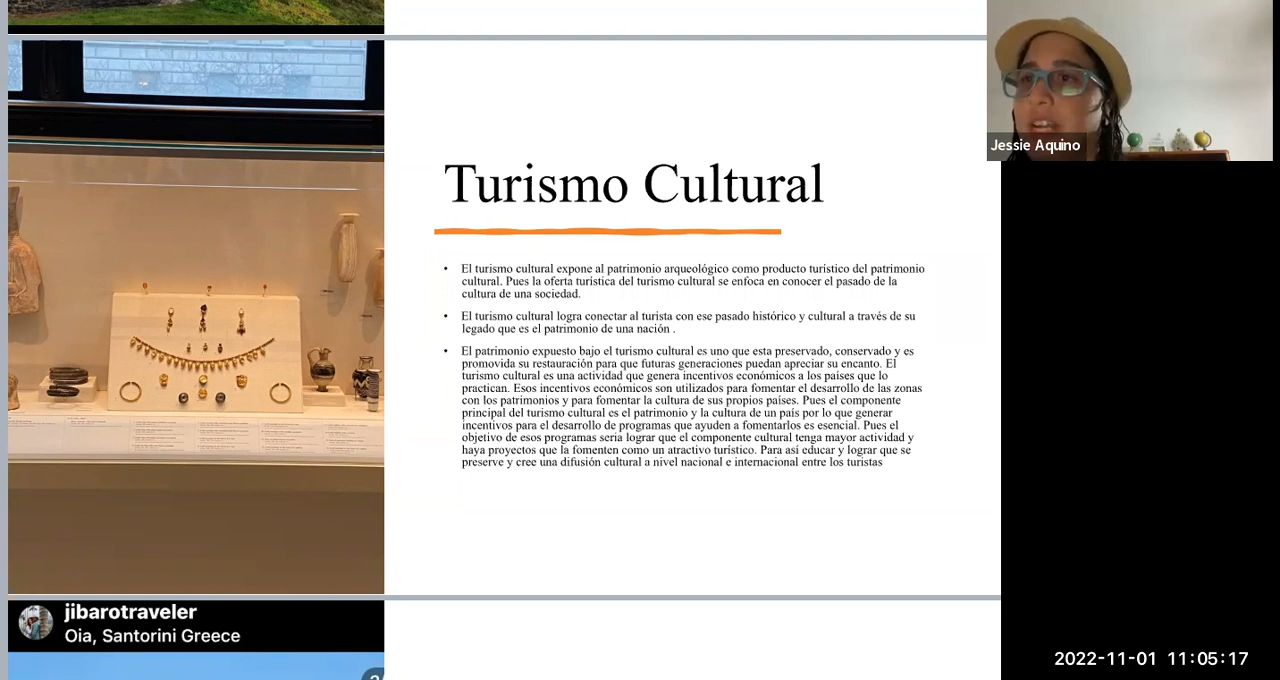 Turismo Cultural
• El turismo cultural expone al patrimonio arqueológico como producto turístico del patrimonio
cultural. Pues la oferta turística del turismo cultural se enfoca en conocer el pasado de la
cultura de una sociedad.
• El turismo cultural logra conectar al turista con ese pasado histórico y cultural a través de su
legado que es el patrimonio de una nación .
• El patrimonio expuesto bajo el turismo cultural es uno que esta preservado, conservado y es
promovida su restauración para que futuras generaciones puedan apreciar su encanto. El
turismo cultural es una actividad que genera incentivos económicos a los países que lo
practican. Esos incentivos económicos son utilizados para fomentar el desarrollo de las zonas
con los patrimonios y para fomentar la cultura de sus propios países. Pues el componente
principal del turismo cultural es el patrimonio y la cultura de un país por lo que generar
incentivos para el desarrollo de programas que ayuden a fomentarlos es esencial. Pues el
objetivo de esos programas seria lograr que el componente cultural tenga mayor actividad y
haya proyectos que la fomenten como un atractivo turístico. Para así educar y lograr que se
preserve y cree una difusión cultural a nivel nacional e internacional entre los turistas
Jessie Aquino
jibarotraveler
Oia, Santorini Greece
2022-11-01 11:05:17